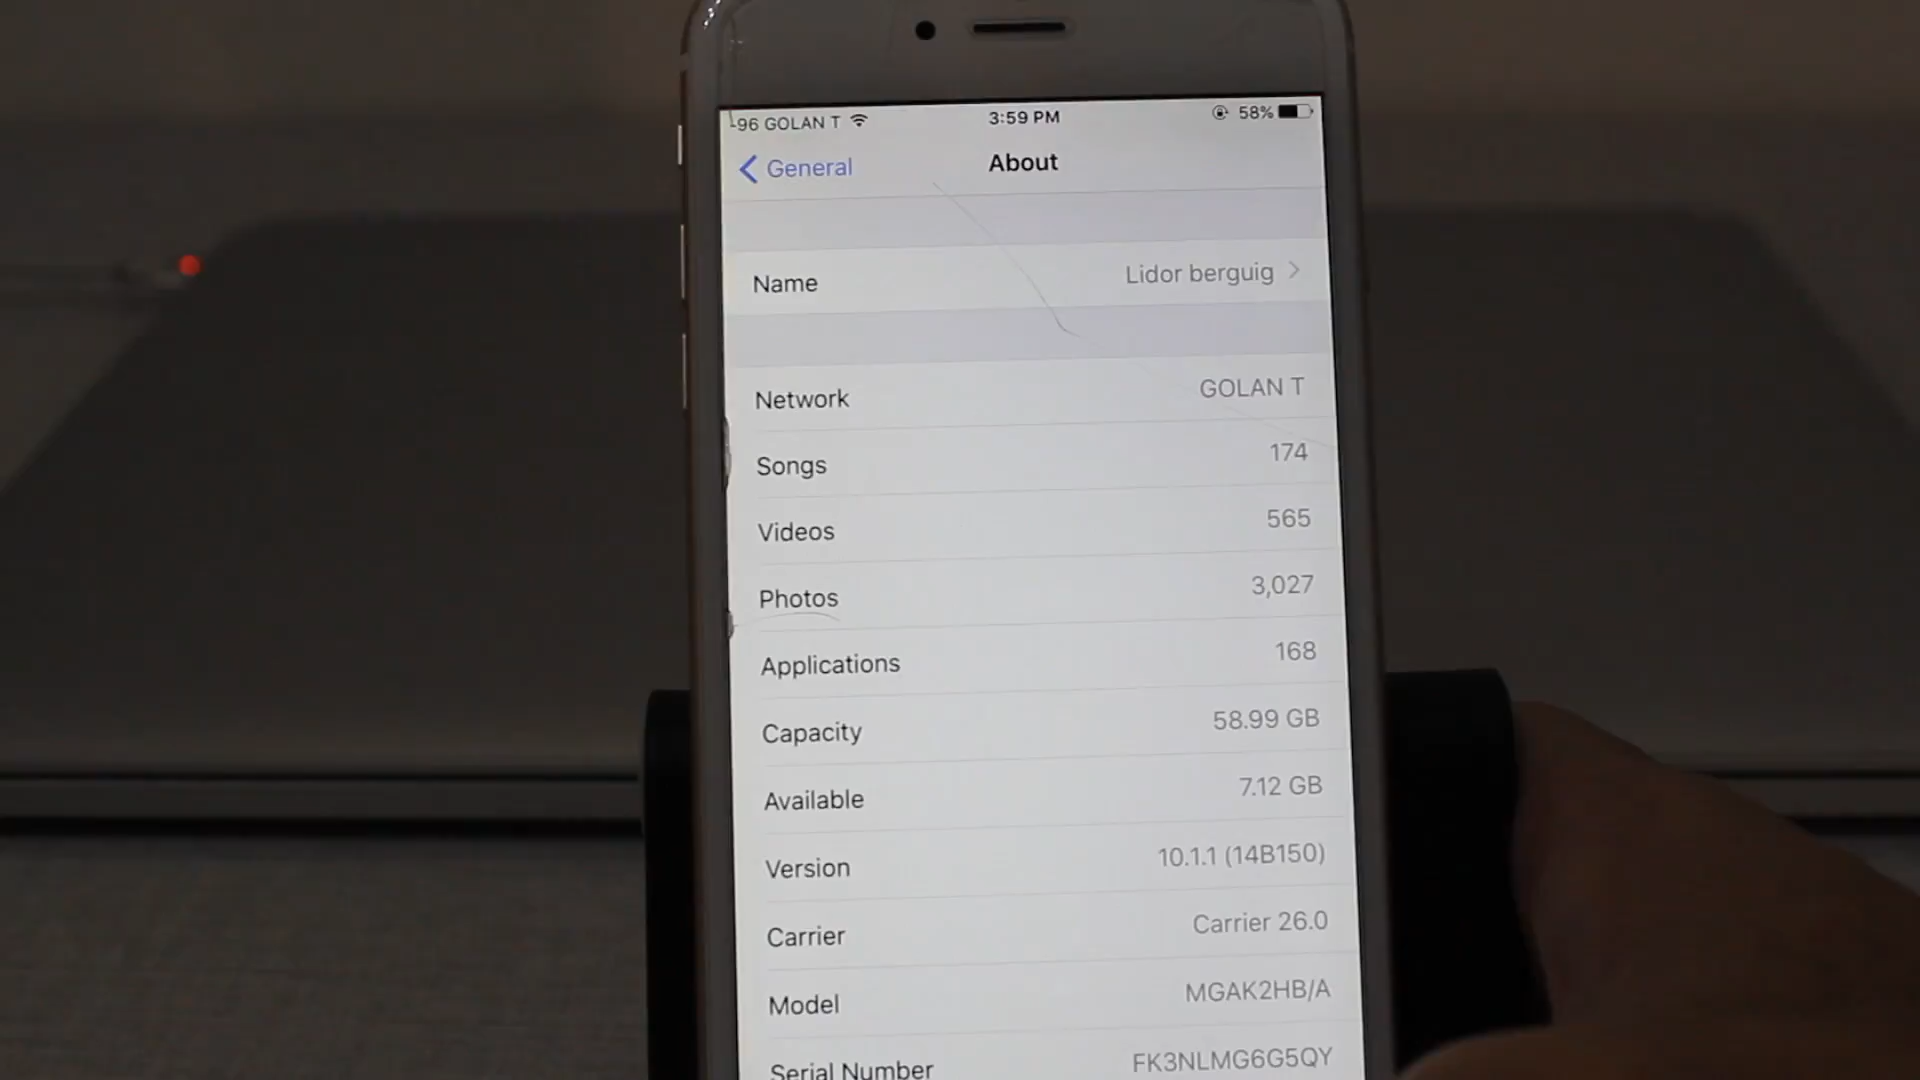 -96 GOLAN T 3:59 PM 58%
General About
Name Lidor berguig
Network GOLAN T
Songs 174
Videos 565
Photos 3,027
Applications 168
Capacity 58.99 GB
Available 7.12 GB
Version 10.1.1 (14B150)
Carrier Carrier 26.0
Model MGAK2HB/A
Serial Number FK3NLMG6G5QY